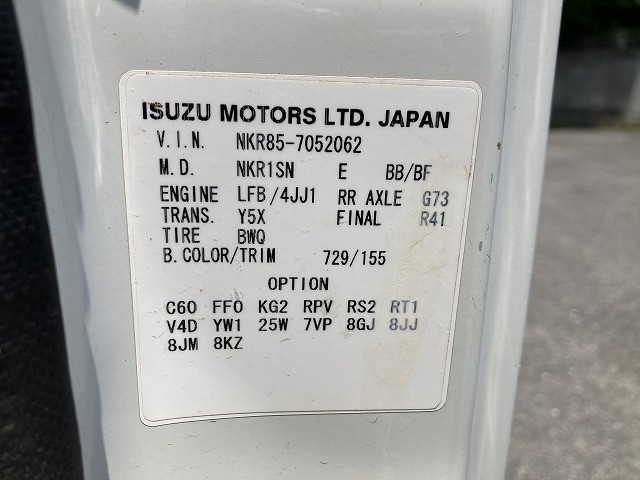 ISUZU MOTORS LTD. JAPAN
V.I.N. NKR85-7052062
M.D. NKR1SN E BB/BF
ENGINE LFB/4JJ1 RR AXLE G73
TRANS. Y5X FINAL R41
TIRE BWQ
B.COLOR/TRIM 729/155
OPTION
C60 FF0 KG2 RPV RS2 RT1
V4D YW1 25W 7VP 8GJ 8JJ
8JM 8KZ